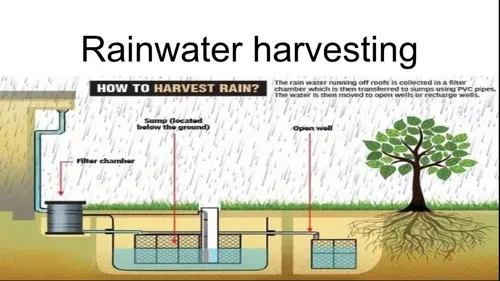 Rainwater harvesting
HOW TO HARVEST RAIN?
The rain water running off roofs is collected in a filter
chamber which is then transferred to sumps using PVC pipes.
The water is then moved to open wells or recharge wells.
Sump (located
below the ground)
Open well
Filter chamber